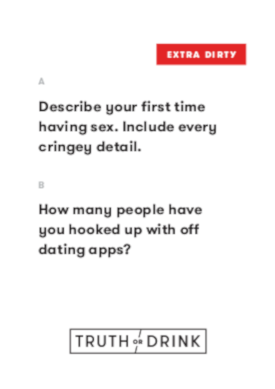 EXTRA DIRTY
A
Describe your first time
having sex. Include every
cringey detail.
B
How many people have
you hooked up with off
dating apps?
TRUTH OR DRINK